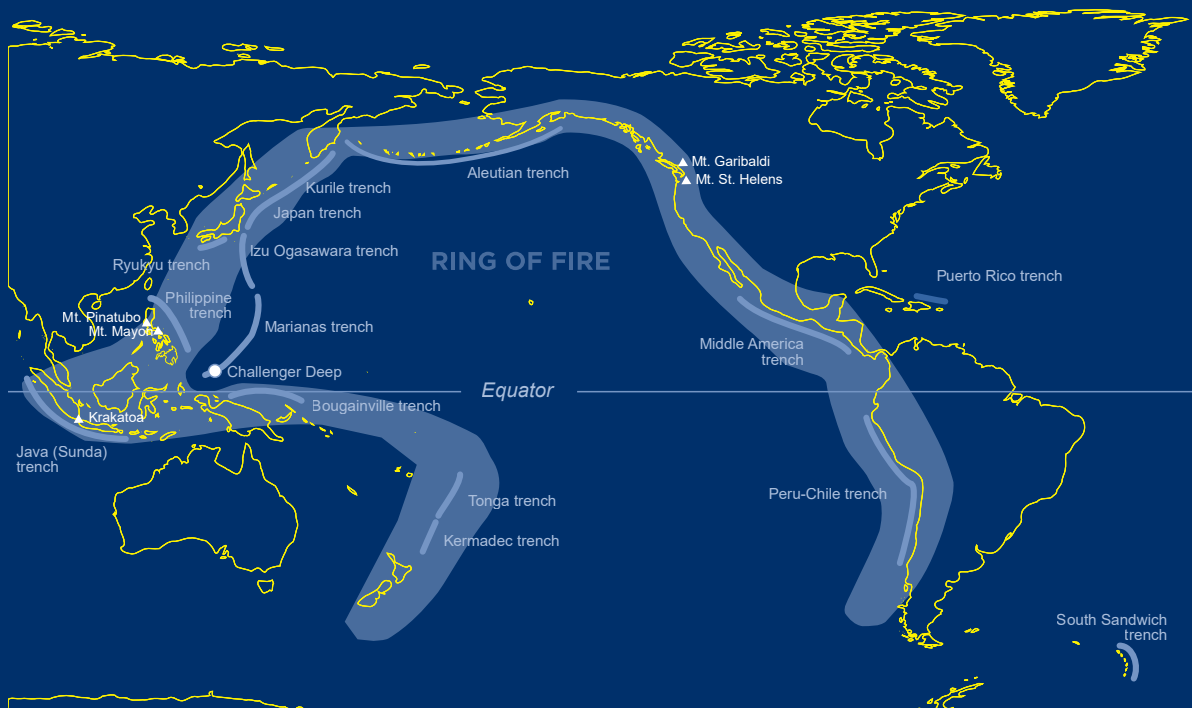 Mt. Garibaldi
Mt. St. Helens
Aleutian trench
Kurile trench
Japan trench
Izu Ogasawara trench
RING OF FIRE
Ryukyu trench
Puerto Rico trench
Philippine
trench
Mt. Pinatubo
Mt. Mayon
Marianas trench
Middle America
trench
Challenger Deep
Equator
Bougainville trench
Krakatoa
Java (Sunda)
trench
Peru-Chile trench
Tonga trench
Kermadec trench
South Sandwich
trench